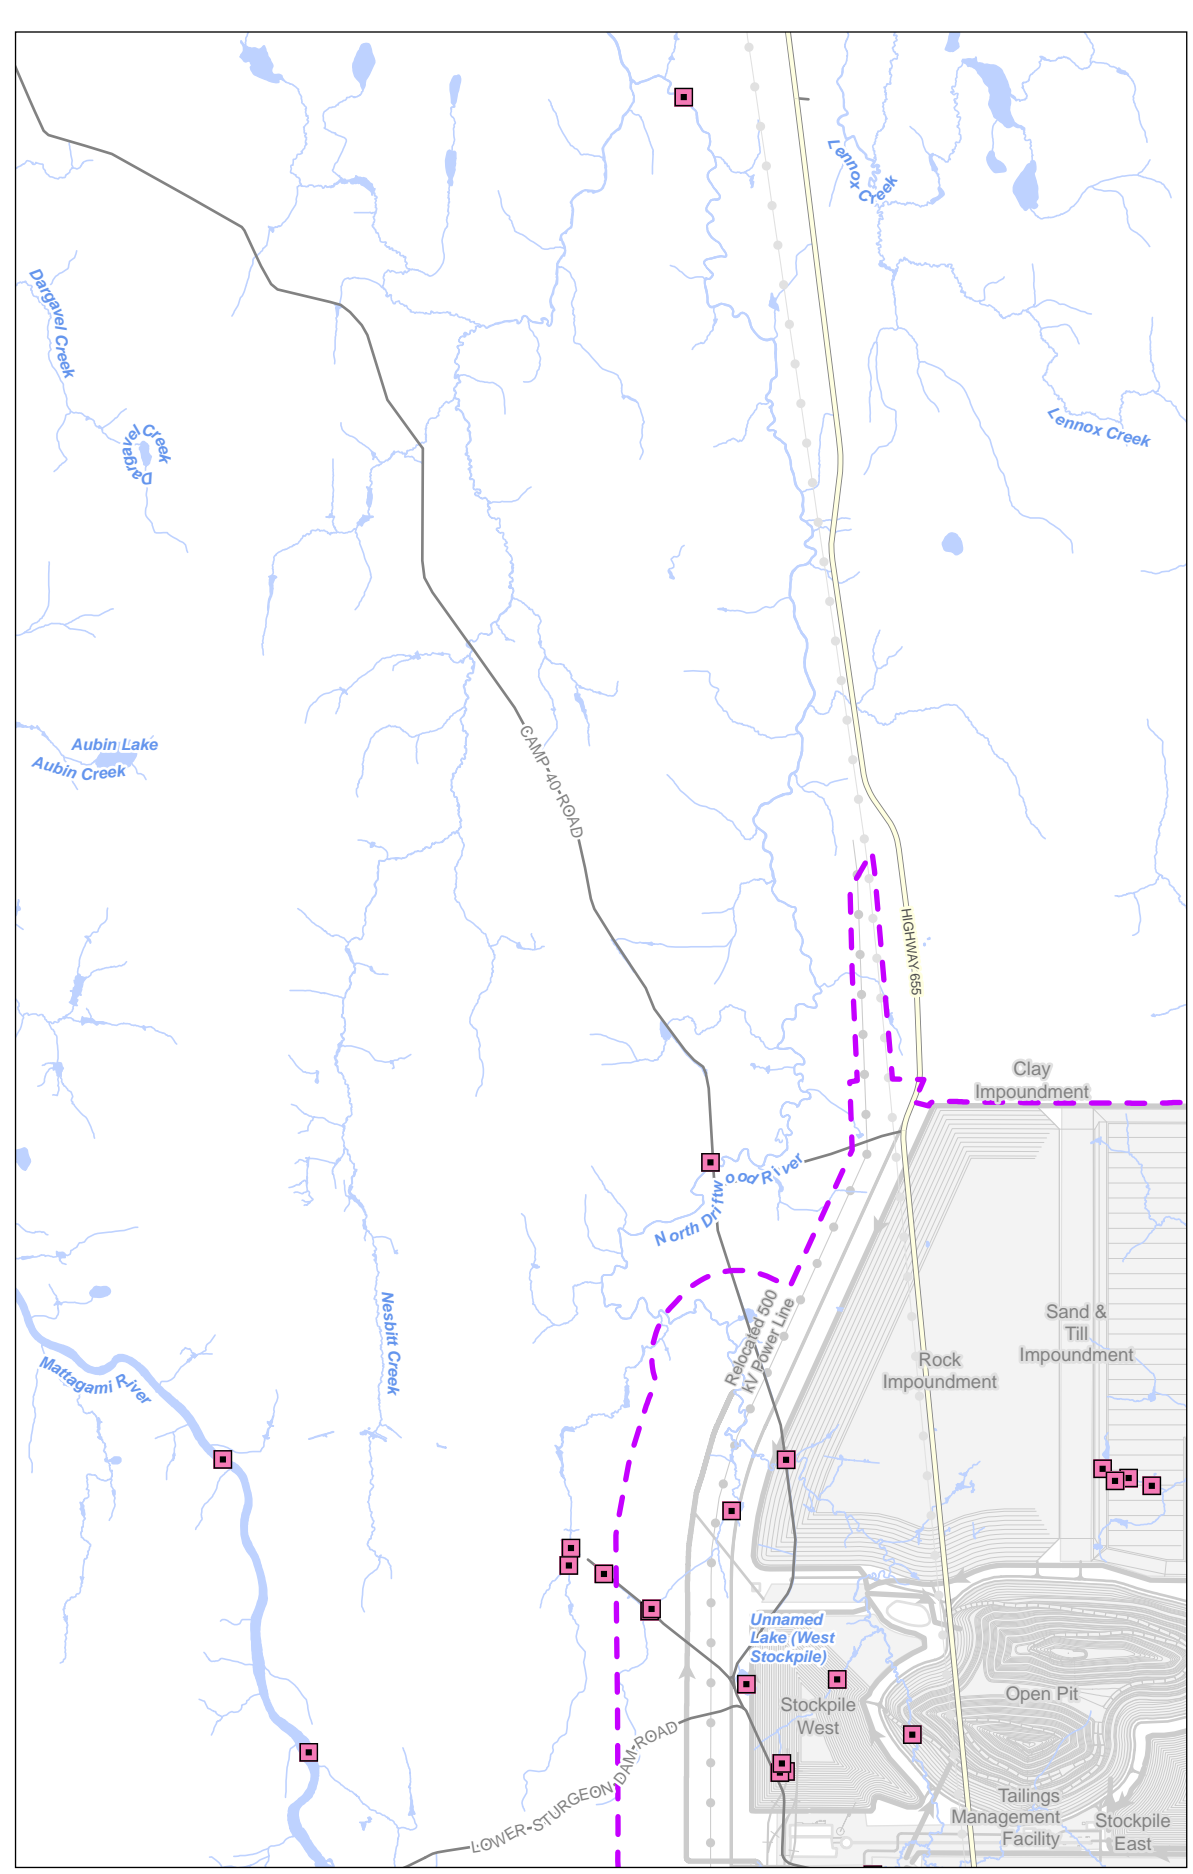 Lennox
Creek
Dargavel Creek
Lennox Creek
Dargavel
Creek
Aubin Lake
Aubin Creek
CAMP-40-ROAD
HIGHWAY-655
Clay
Impoundment
North Driftwood River
Relocated 500
kV Power Line
Nesbitt Creek
Mattagami River
Sand &
Till
Impoundment
Rock
Impoundment
Unnamed
Lake (West
Stockpile)
Stockpile
West
Open Pit
LOWER-STURGEON DAM-ROAD
Tailings
Management
Facility
Stockpile
East